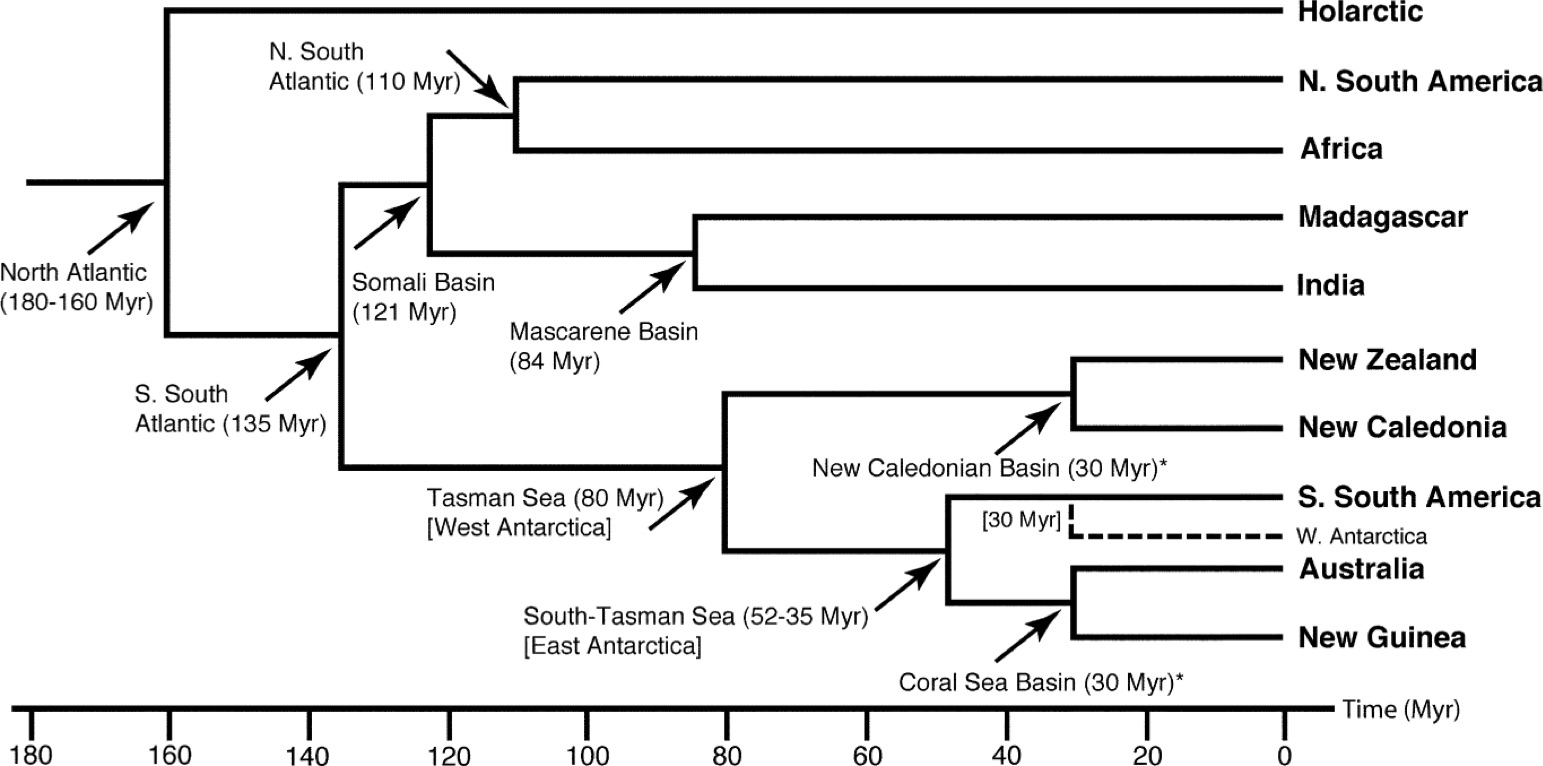 Holarctic
N. South
Atlantic (110 Myr)
N. South America
Africa
Madagascar
North Atlantic
(180-160 Myr)
Somali Basin
(121 Myr)
India
Mascarene Basin
(84 Myr)
New Zealand
S. South
Atlantic (135 Myr)
New Caledonia
New Caledonian Basin (30 Myr)*
Tasman Sea (80 Myr)
[West Antarctica]
S. South America
[30 Myr]
W. Antarctica
Australia
South-Tasman Sea (52-35 Myr)
[East Antarctica]
New Guinea
Coral Sea Basin (30 Myr)*
Time (Myr)
180 160 140 120 100 80 60 40 20 0